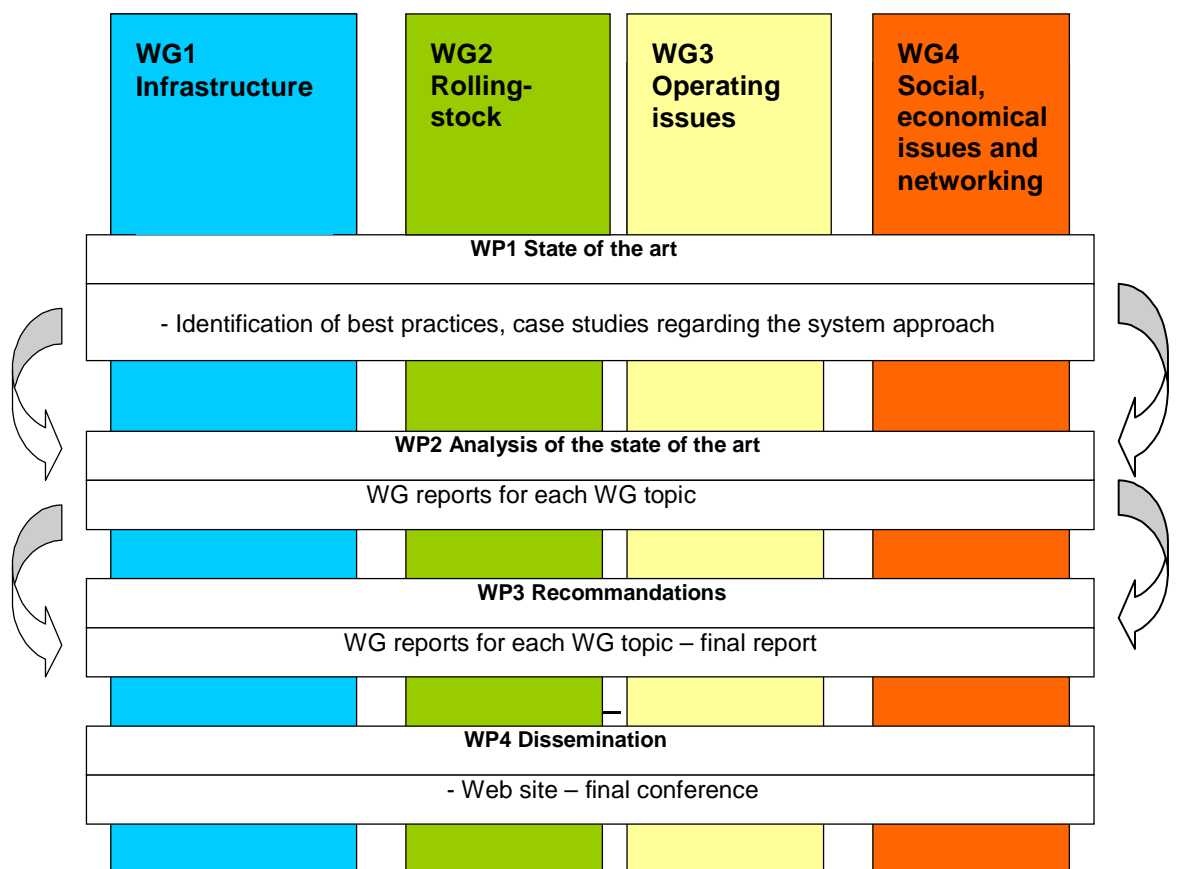 WG1
Infrastructure
WG2
Rolling-
stock
WG3
Operating
issues
WG4
Social,
economical
issues and
networking
WP1 State of the art
- Identification of best practices, case studies regarding the system approach
WP2 Analysis of the state of the art
WG reports for each WG topic
WP3 Recommandations
WG reports for each WG topic – final report
–
WP4 Dissemination
- Web site – final conference